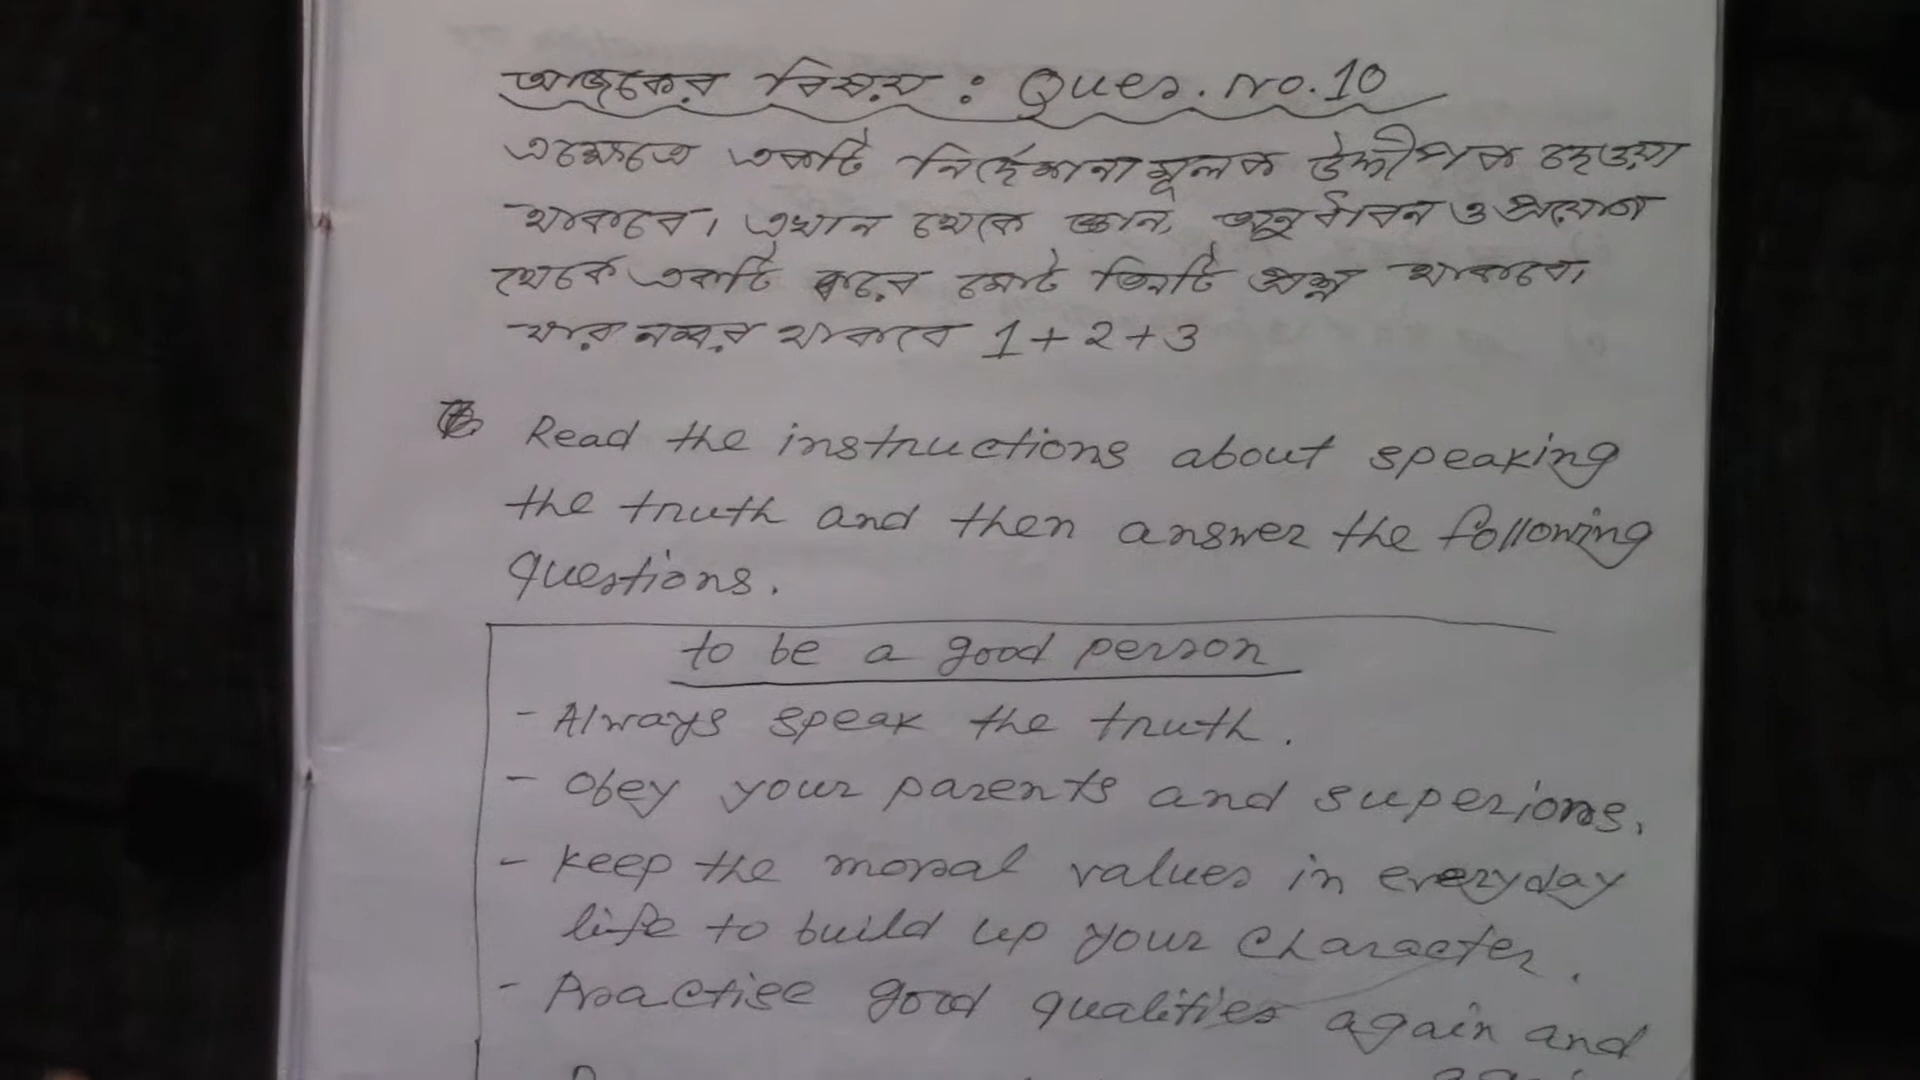 আজকের বিষয় : Ques. No. 10
এক্ষেত্রে একটি নির্দেশনা মূলক উদ্দীপক দেওয়া
থাকবে। এখান থেকে জ্ঞান, অনুধাবন ও প্রয়োগ
থেকে একটি করে মোট তিনটি প্রশ্ন থাকবে।
যার নম্বর থাকবে 1+2+3
Read the instructions about speaking
the truth and then answer the following
questions.
to be a good person
- Always speak the truth.
- Obey your parents and superiors.
- Keep the moral values in everyday
life to build up your character.
- Practise good qualities again and